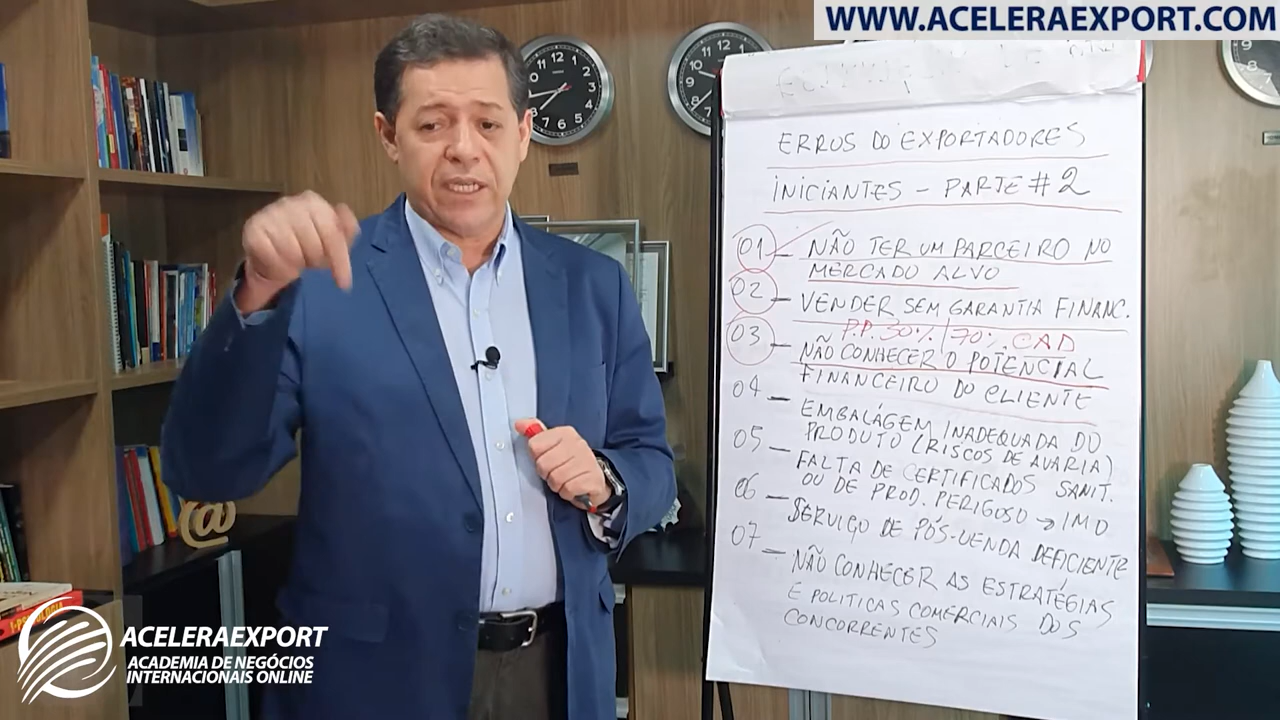 WWW.ACELERAEXPORT.COM
ERROS DO EXPORTADORES
INICIANTES - PARTE #2
01 - NÃO TER UM PARCEIRO NO
MERCADO ALVO
02 - VENDER SEM GARANTIA FINANC.
P.P. 30% / 70% CAD
03 - NÃO CONHECER O POTENCIAL
FINANCEIRO DO CLIENTE
04 - EMBALAGEM INADEQUADA DO
PRODUTO (RISCOS DE AVARIA)
05 - FALTA DE CERTIFICADOS SANIT.
OU DE PROD. PERIGOSO → IMO
06 - SERVIÇO DE PÓS-VENDA DEFICIENTE
07 - NÃO CONHECER AS ESTRATÉGIAS
E POLITICAS COMERCIAIS DOS
CONCORRENTES
ACELERAEXPORT
ACADEMIA DE NEGÓCIOS
INTERNACIONAIS ONLINE